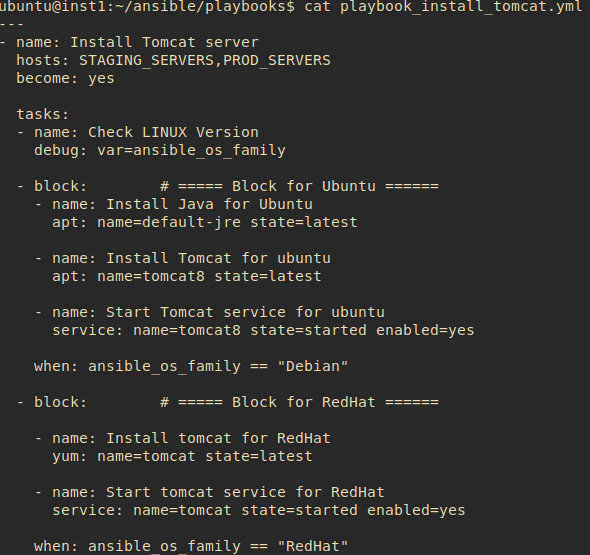 ubuntu@inst1:~/ansible/playbooks$ cat playbook_install_tomcat.yml
---
- name: Install Tomcat server
  hosts: STAGING_SERVERS,PROD_SERVERS
  become: yes

  tasks:
  - name: Check LINUX Version
    debug: var=ansible_os_family

  - block:        # ===== Block for Ubuntu ======
    - name: Install Java for Ubuntu
      apt: name=default-jre state=latest

    - name: Install Tomcat for ubuntu
      apt: name=tomcat8 state=latest

    - name: Start Tomcat service for ubuntu
      service: name=tomcat8 state=started enabled=yes

    when: ansible_os_family == "Debian"

  - block:        # ===== Block for RedHat ======

    - name: Install tomcat for RedHat
      yum: name=tomcat state=latest

    - name: Start tomcat service for RedHat
      service: name=tomcat state=started enabled=yes

    when: ansible_os_family == "RedHat"